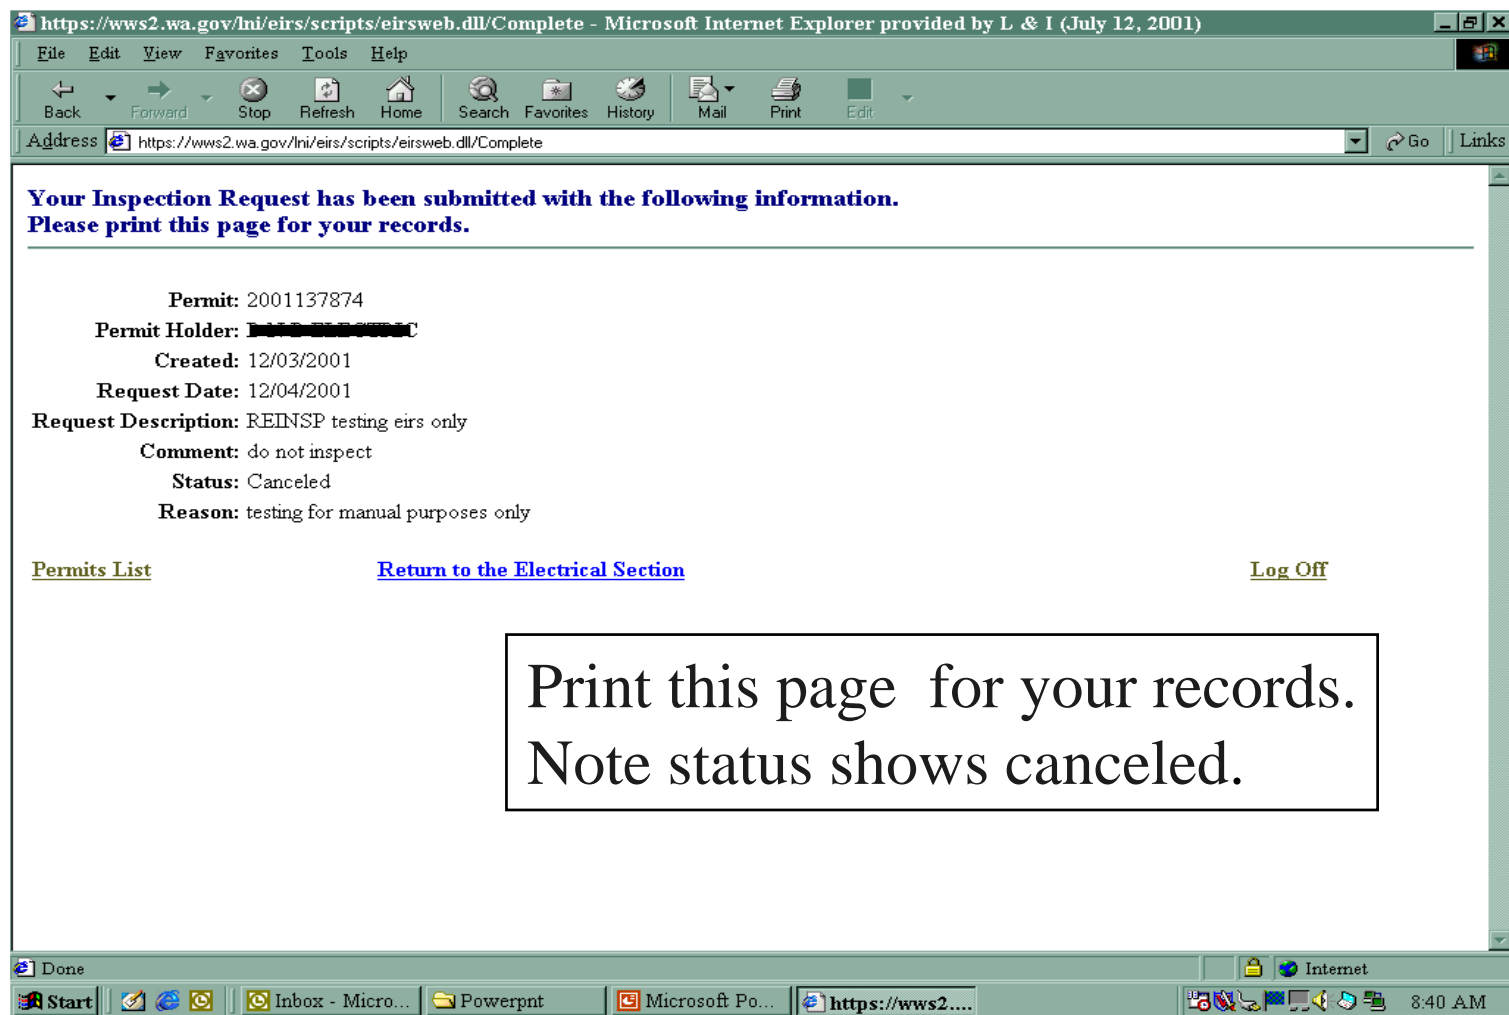 https://wws2.wa.gov/lni/eirs/scripts/eirsweb.dll/Complete - Microsoft Internet Explorer provided by L & I (July 12, 2001)
File Edit View Favorites Tools Help
Back Forward Stop Refresh Home Search Favorites History Mail Print Edit
Address https://wws2.wa.gov/lni/eirs/scripts/eirsweb.dll/Complete Go Links
Your Inspection Request has been submitted with the following information.
Please print this page for your records.
Permit: 2001137874
Permit Holder:
Created: 12/03/2001
Request Date: 12/04/2001
Request Description: REINSP testing eirs only
Comment: do not inspect
Status: Canceled
Reason: testing for manual purposes only
Permits List Return to the Electrical Section Log Off
Print this page for your records.
Note status shows canceled.
Done Internet
Start Inbox - Micro... Powerpnt Microsoft Po... https://wws2.... 8:40 AM